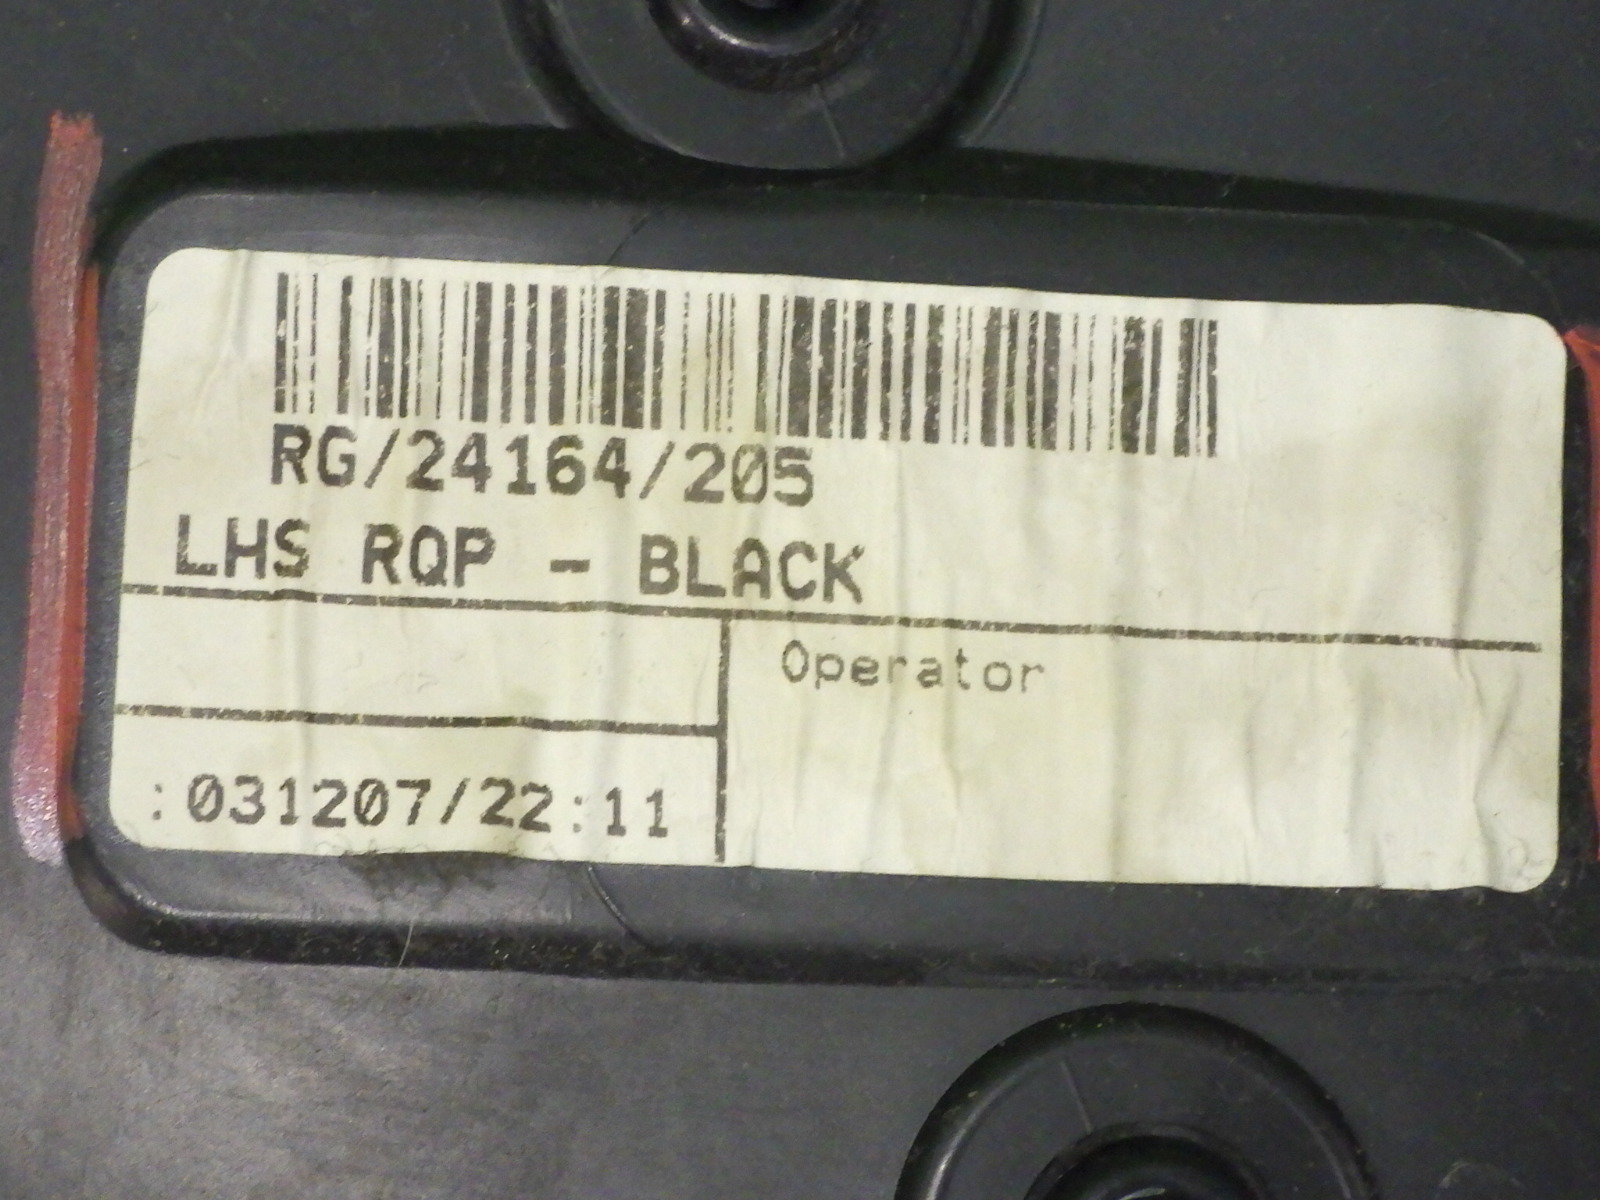 RG/24164/205
LHS RQP - BLACK
Operator
:031207/22:11